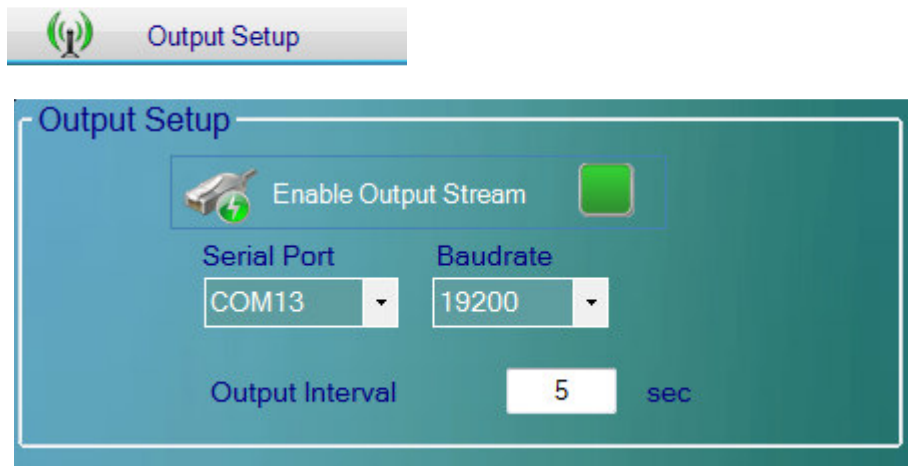 Output Setup
Output Setup
Enable Output Stream
Serial Port Baudrate
COM13 19200
Output Interval 5 sec